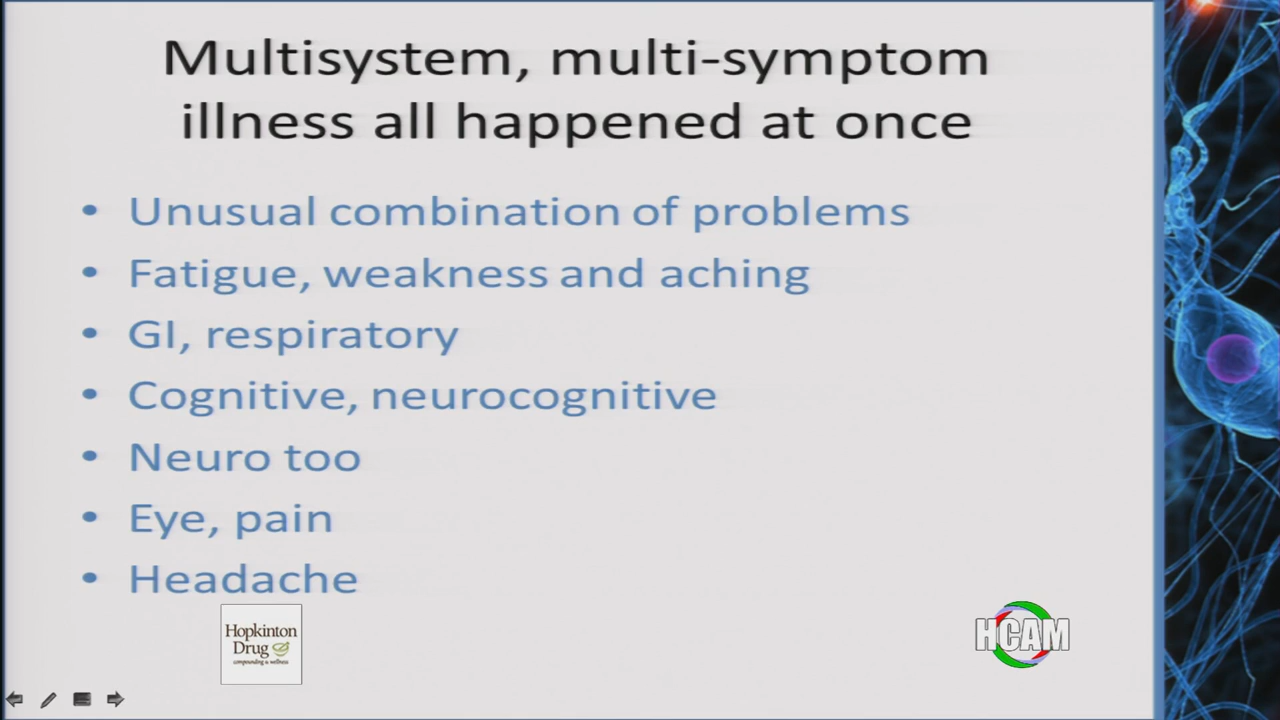 Multisystem, multi-symptom
illness all happened at once
• Unusual combination of problems
• Fatigue, weakness and aching
• GI, respiratory
• Cognitive, neurocognitive
• Neuro too
• Eye, pain
• Headache
Hopkinton
Drug
compounding & wellness
HCAM